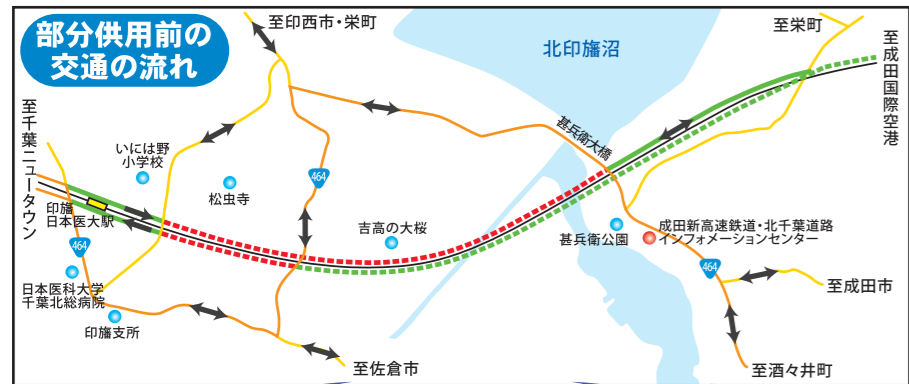 部分供用前の
交通の流れ
至印西市・栄町
北印旛沼
至栄町
至成田国際空港
至千葉ニュータウン
いには野
小学校
松虫寺
464
甚兵衛大橋
印旛
日本医大駅
吉高の大桜
甚兵衛公園
成田新高速鉄道・北千葉道路
インフォメーションセンター
464
464
日本医科大学
千葉北総病院
印旛支所
至成田市
至佐倉市
至酒々井町